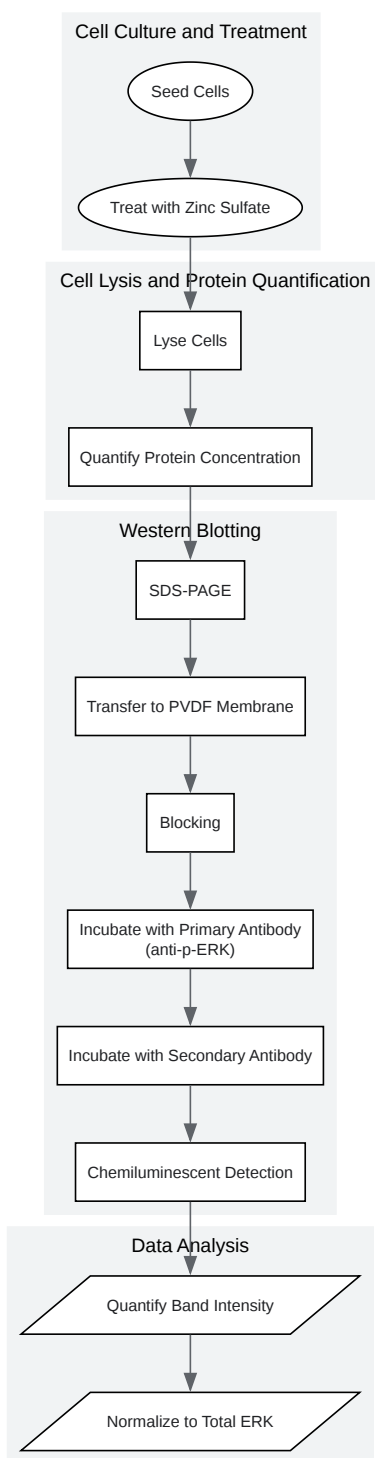 Cell Culture and Treatment
Seed Cells
Treat with Zinc Sulfate
Cell Lysis and Protein Quantification
Lyse Cells
Quantify Protein Concentration
Western Blotting
SDS-PAGE
Transfer to PVDF Membrane
Blocking
Incubate with Primary Antibody
(anti-p-ERK)
Incubate with Secondary Antibody
Chemiluminescent Detection
Data Analysis
Quantify Band Intensity
Normalize to Total ERK